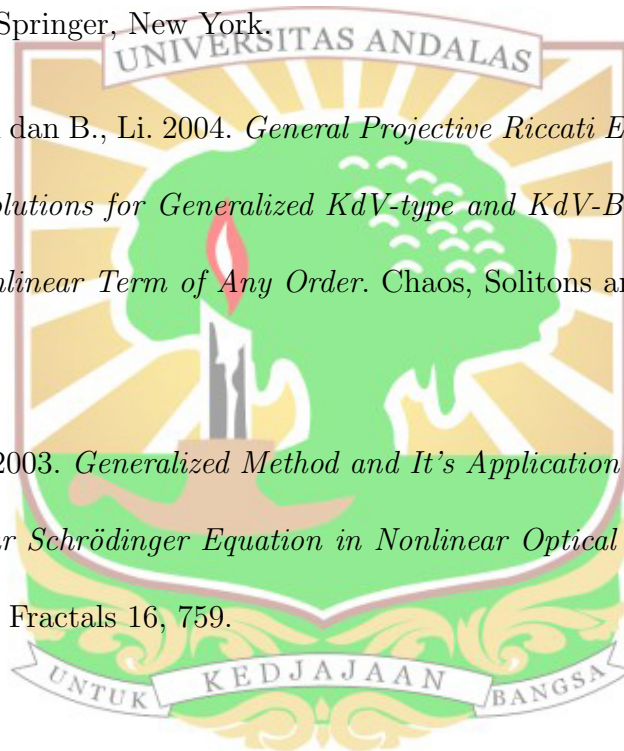 Springer, New York.
UNIVERSITAS ANDALAS
dan B., Li. 2004. General Projective Riccati E
olutions for Generalized KdV-type and KdV-B
nlinear Term of Any Order. Chaos, Solitons an
2003. Generalized Method and It's Application
ar Schrödinger Equation in Nonlinear Optical
Fractals 16, 759.
UNTUK KEDJAJAAN BANGSA